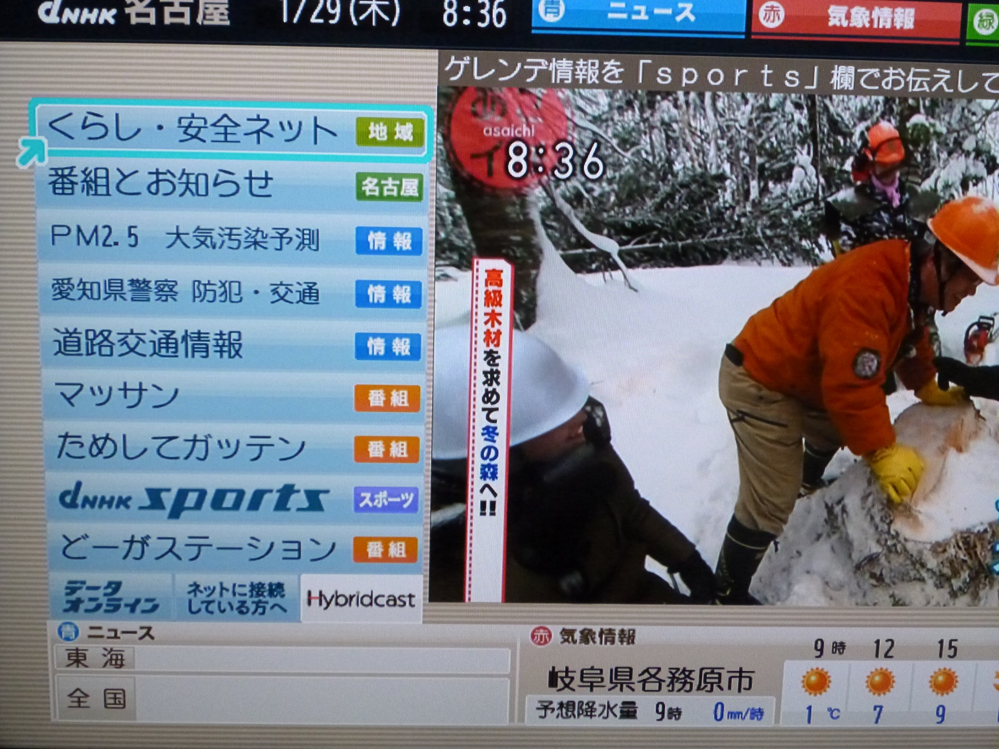 dNHK 名古屋 1/29(木) 8:36 青 ニュース 赤 気象情報 緑
ゲレンデ情報を「sports」欄でお伝えして
くらし・安全ネット 地域
番組とお知らせ 名古屋
PM2.5 大気汚染予測 情報
愛知県警察 防犯・交通 情報
道路交通情報 情報
マッサン 番組
ためしてガッテン 番組
dNHK sports スポーツ
どーがステーション 番組
データ
オンライン
ネットに接続
している方へ
Hybridcast
asaichi
イ
8:36
高級木材を求めて冬の森へ!!
青 ニュース
東海
全国
赤 気象情報
9時 12 15
岐阜県各務原市
予想降水量 9時 0mm/時
1℃ 7 9